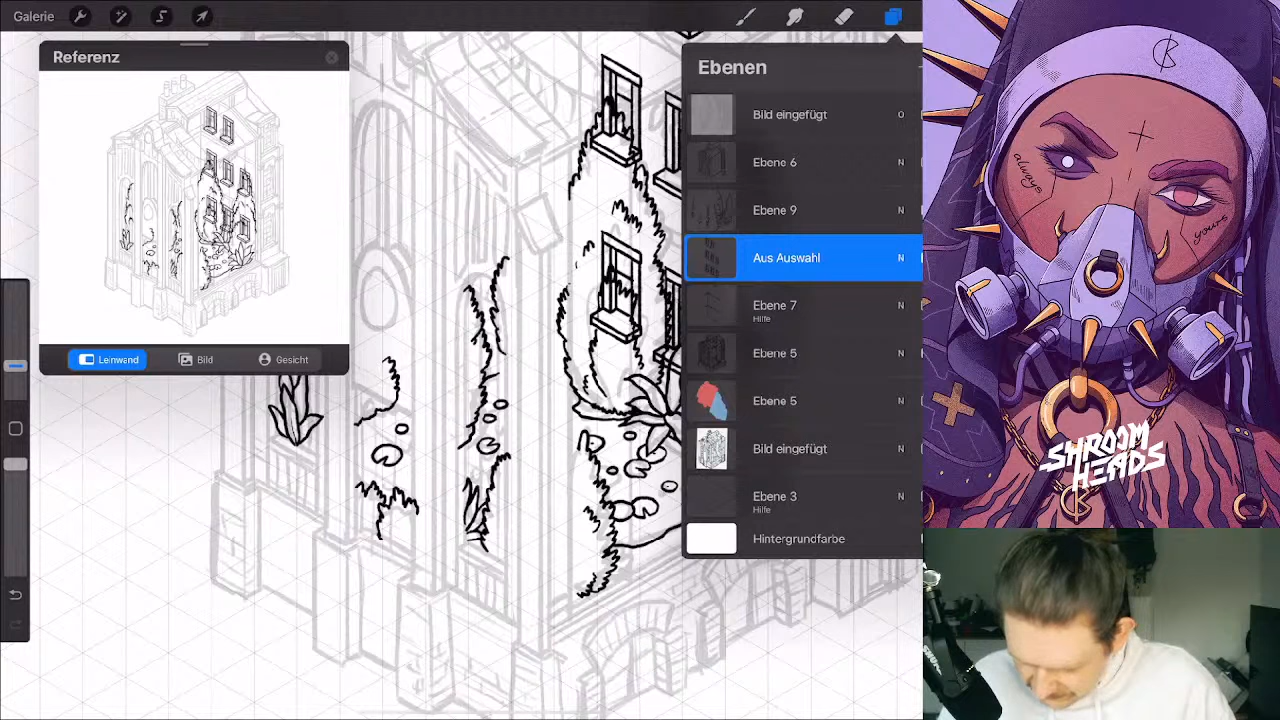 Galerie
Referenz
Leinwand
Bild
Gesicht
Ebenen
Bild eingefügt
O
Ebene 6
N
Ebene 9
N
Aus Auswahl
N
Ebene 7
N
Hilfe
Ebene 5
N
Ebene 5
N
Bild eingefügt
N
Ebene 3
N
Hilfe
Hintergrundfarbe
always
yours
SHROOM
HEADS